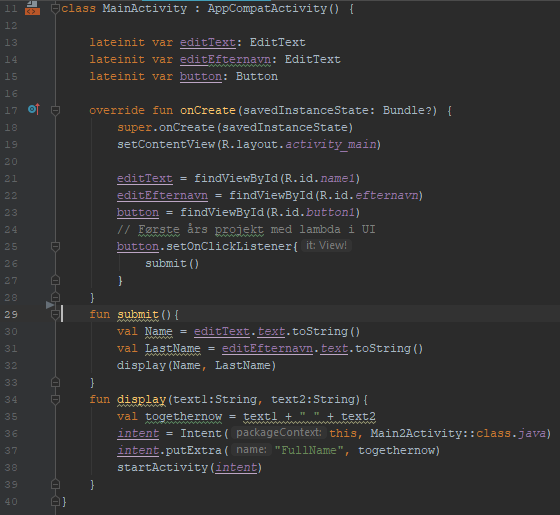 11 class MainActivity : AppCompatActivity() {
12
13 lateinit var editText: EditText
14 lateinit var editEfternavn: EditText
15 lateinit var button: Button
16
17 override fun onCreate(savedInstanceState: Bundle?) {
18 super.onCreate(savedInstanceState)
19 setContentView(R.layout.activity_main)
20
21 editText = findViewById(R.id.name1)
22 editEfternavn = findViewById(R.id.efternavn)
23 button = findViewById(R.id.button1)
24 // Første års projekt med lambda i UI
25 button.setOnClickListener{ it: View!
26 submit()
27 }
28 }
29 fun submit(){
30 val Name = editText.text.toString()
31 val LastName = editEfternavn.text.toString()
32 display(Name, LastName)
33 }
34 fun display(text1:String, text2:String){
35 val togethernow = text1 + " " + text2
36 intent = Intent( packageContext: this, Main2Activity::class.java)
37 intent.putExtra( name: "FullName", togethernow)
38 startActivity(intent)
39 }
40 }